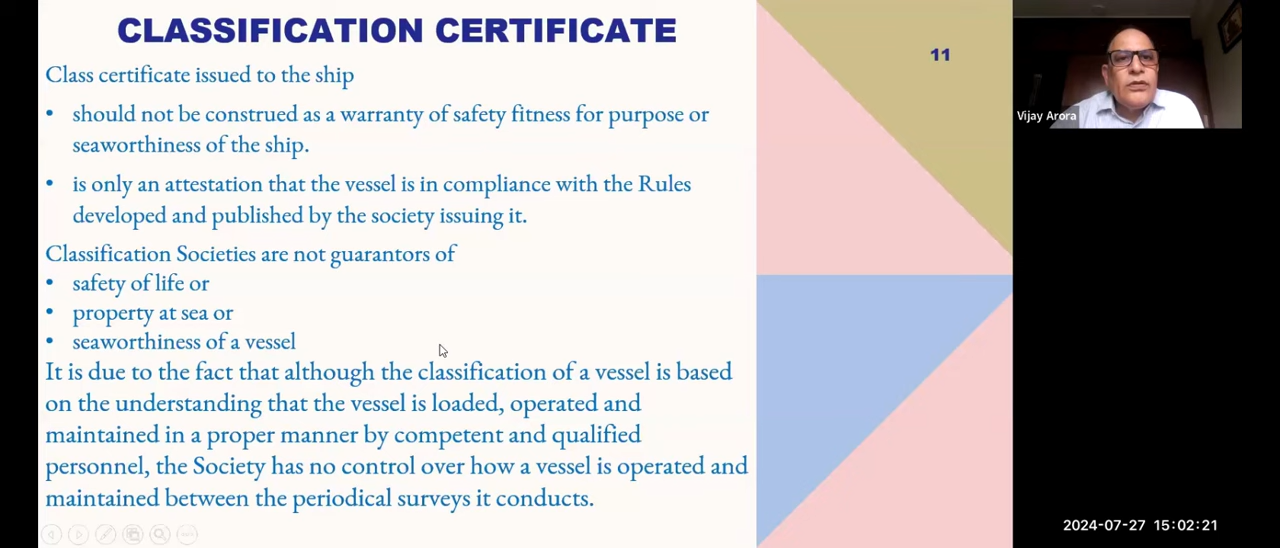 CLASSIFICATION CERTIFICATE
Class certificate issued to the ship
• should not be construed as a warranty of safety fitness for purpose or
seaworthiness of the ship.
• is only an attestation that the vessel is in compliance with the Rules
developed and published by the society issuing it.
Classification Societies are not guarantors of
• safety of life or
• property at sea or
• seaworthiness of a vessel
It is due to the fact that although the classification of a vessel is based
on the understanding that the vessel is loaded, operated and
maintained in a proper manner by competent and qualified
personnel, the Society has no control over how a vessel is operated and
maintained between the periodical surveys it conducts.
11
Vijay Arora
2024-07-27 15:02:21